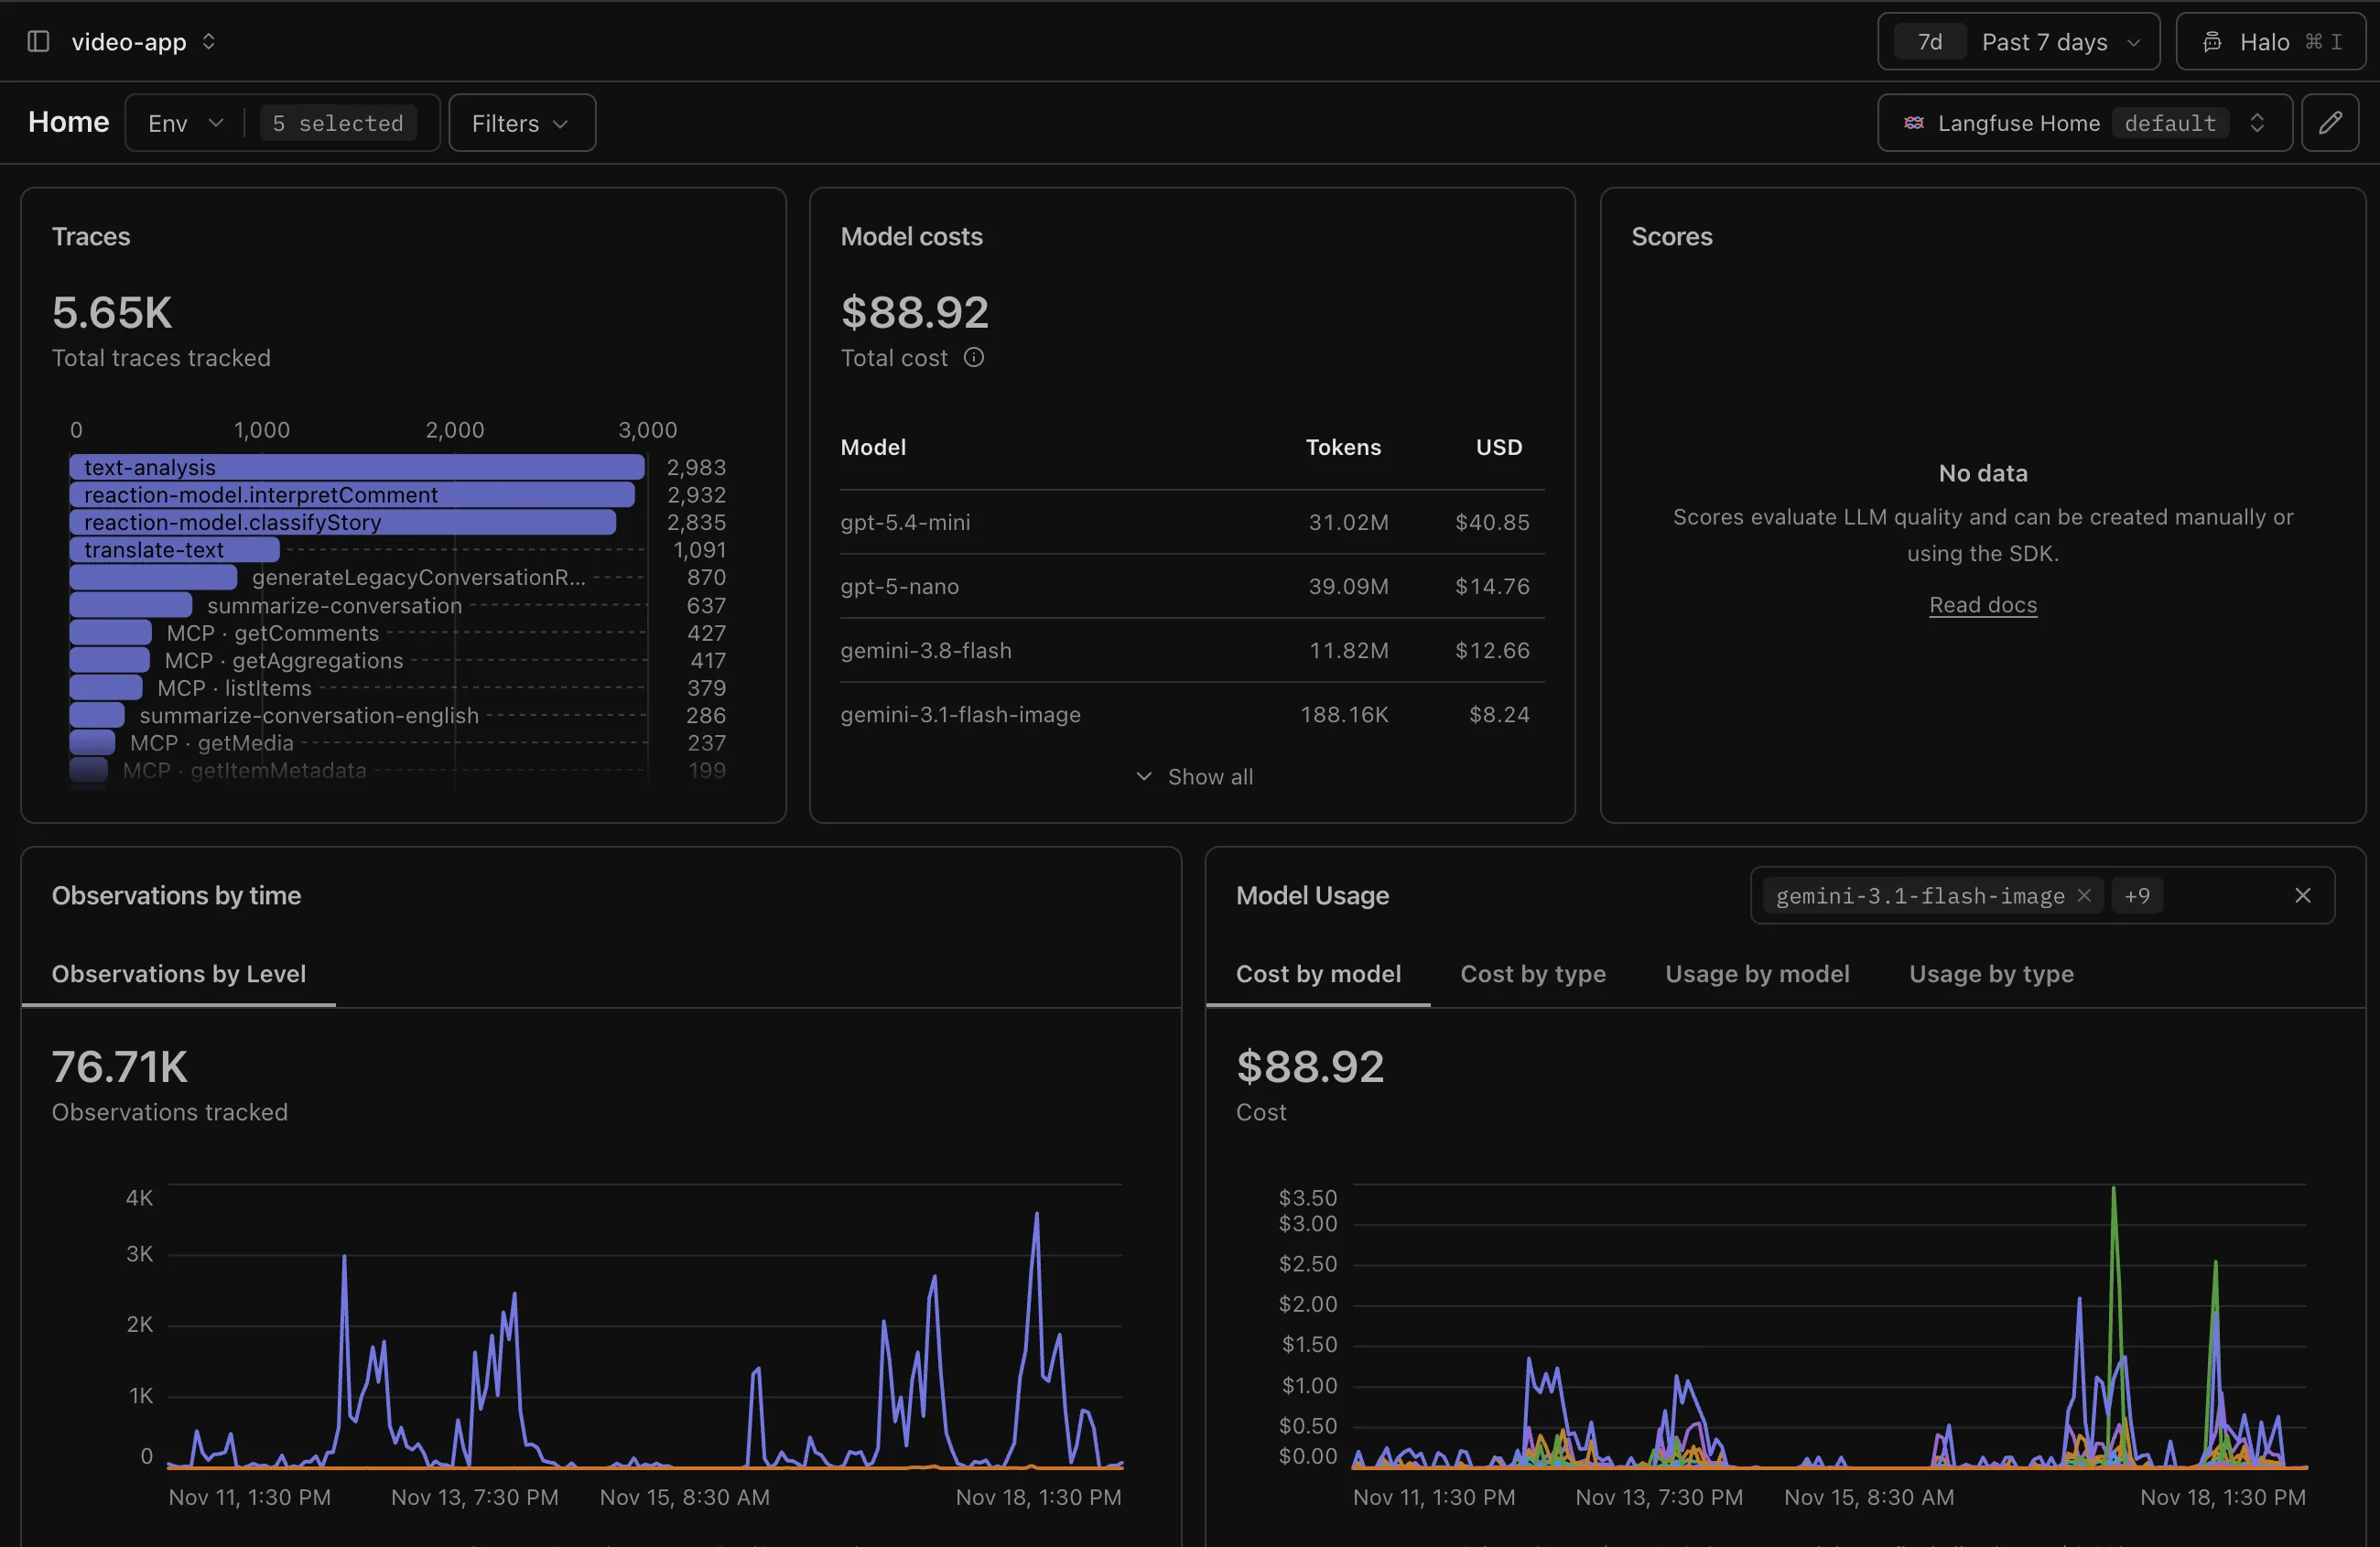 video-app
7d Past 7 days
Halo ⌘ I
Home
Env 5 selected
Filters
Langfuse Home default
Traces
5.65K
Total traces tracked
0 1,000 2,000 3,000
text-analysis 2,983
reaction-model.interpretComment 2,932
reaction-model.classifyStory 2,835
translate-text 1,091
generateLegacyConversationR... 870
summarize-conversation 637
MCP · getComments 427
MCP · getAggregations 417
MCP · listItems 379
summarize-conversation-english 286
MCP · getMedia 237
MCP · getItemMetadata 199
Model costs
$88.92
Total cost
Model Tokens USD
gpt-5.4-mini 31.02M $40.85
gpt-5-nano 39.09M $14.76
gemini-3.8-flash 11.82M $12.66
gemini-3.1-flash-image 188.16K $8.24
Show all
Scores
No data
Scores evaluate LLM quality and can be created manually or
using the SDK.
Read docs
Observations by time
Observations by Level
76.71K
Observations tracked
4K
3K
2K
1K
0
Nov 11, 1:30 PM Nov 13, 7:30 PM Nov 15, 8:30 AM Nov 18, 1:30 PM
Model Usage
gemini-3.1-flash-image +9
Cost by model Cost by type Usage by model Usage by type
$88.92
Cost
$3.50
$3.00
$2.50
$2.00
$1.50
$1.00
$0.50
$0.00
Nov 11, 1:30 PM Nov 13, 7:30 PM Nov 15, 8:30 AM Nov 18, 1:30 PM